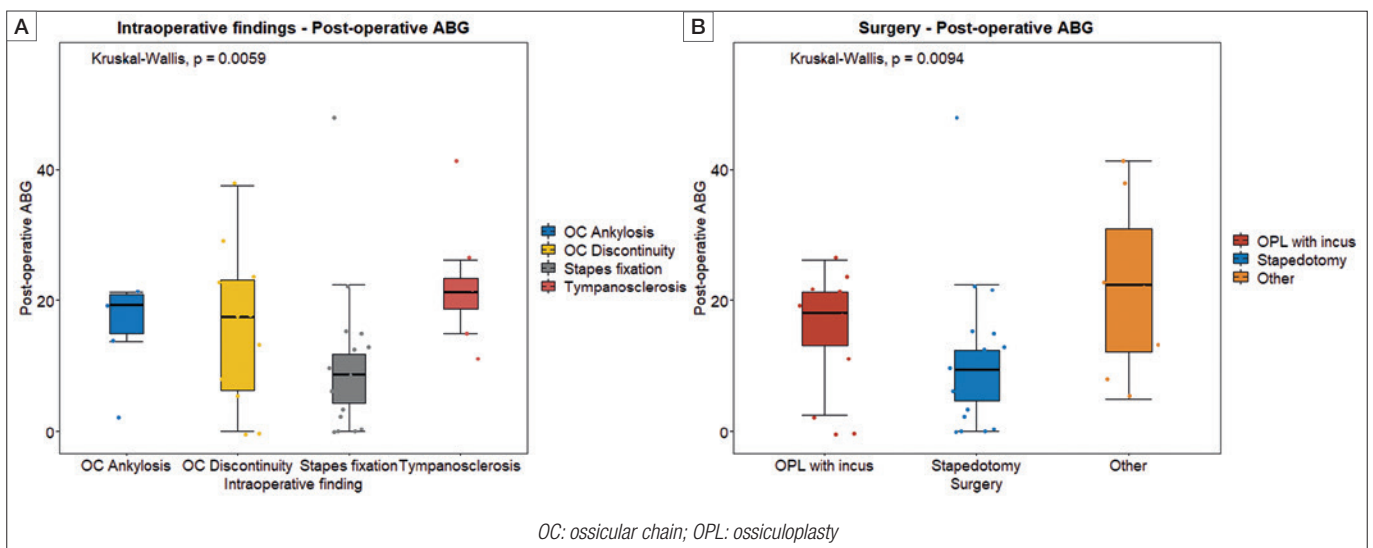 A
Intraoperative findings - Post-operative ABG
Kruskal-Wallis, p = 0.0059
Post-operative ABG
40
20
0
OC Ankylosis OC Discontinuity Stapes fixation Tympanosclerosis
Intraoperative finding
OC Ankylosis
OC Discontinuity
Stapes fixation
Tympanosclerosis
B
Surgery - Post-operative ABG
Kruskal-Wallis, p = 0.0094
Post-operative ABG
40
20
0
OPL with incus Stapedotomy Other
Surgery
OPL with incus
Stapedotomy
Other
OC: ossicular chain; OPL: ossiculoplasty